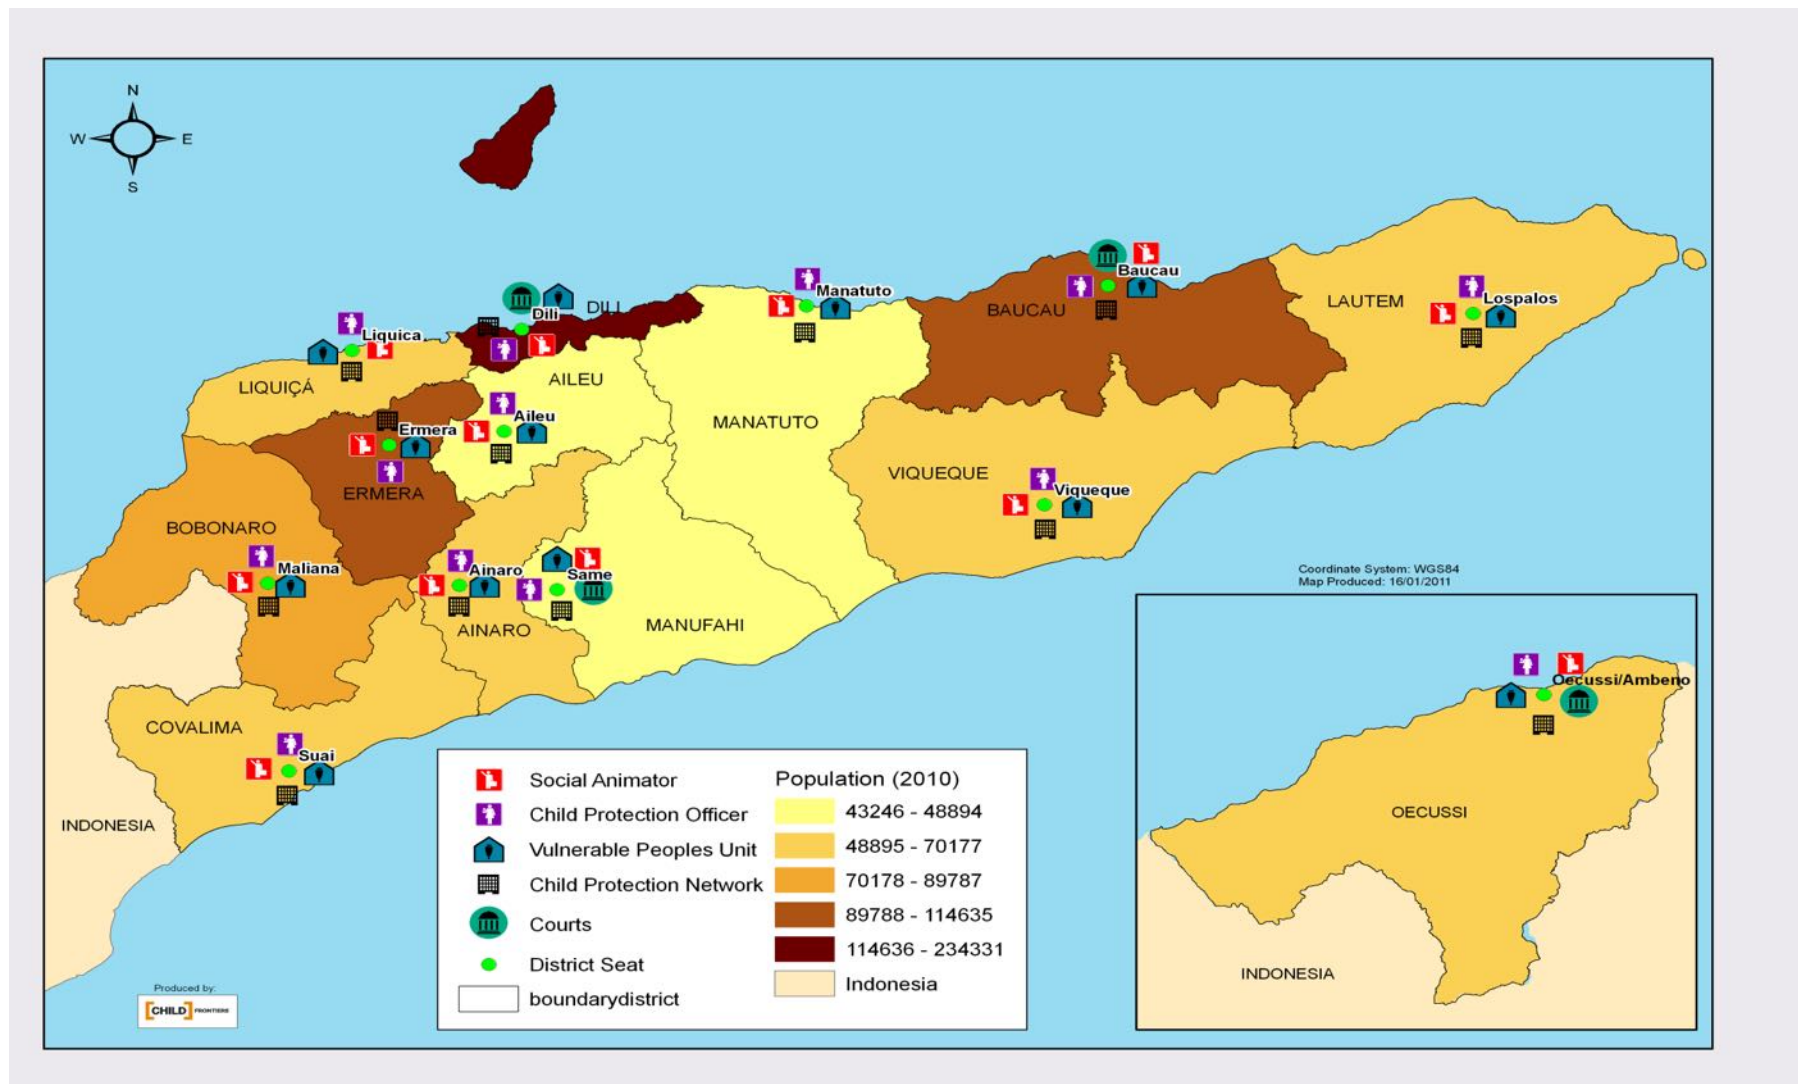 N
W E
S
DILI
Dili
Manatuto
Baucau
BAUCAU
LAUTEM
Lospalos
Liquica
LIQUIÇÁ
AILEU
Aileu
MANATUTO
Ermera
ERMERA
VIQUEQUE
Viqueque
BOBONARO
Maliana
Ainaro
Same
AINARO
MANUFAHI
Coordinate System: WGS84
Map Produced: 16/01/2011
COVALIMA
Suai
INDONESIA
Oecussi/Ambeno
OECUSSI
INDONESIA
Social Animator
Child Protection Officer
Vulnerable Peoples Unit
Child Protection Network
Courts
District Seat
boundarydistrict
Population (2010)
43246 - 48894
48895 - 70177
70178 - 89787
89788 - 114635
114636 - 234331
Indonesia
Produced by:
[CHILD] FRONTIERS